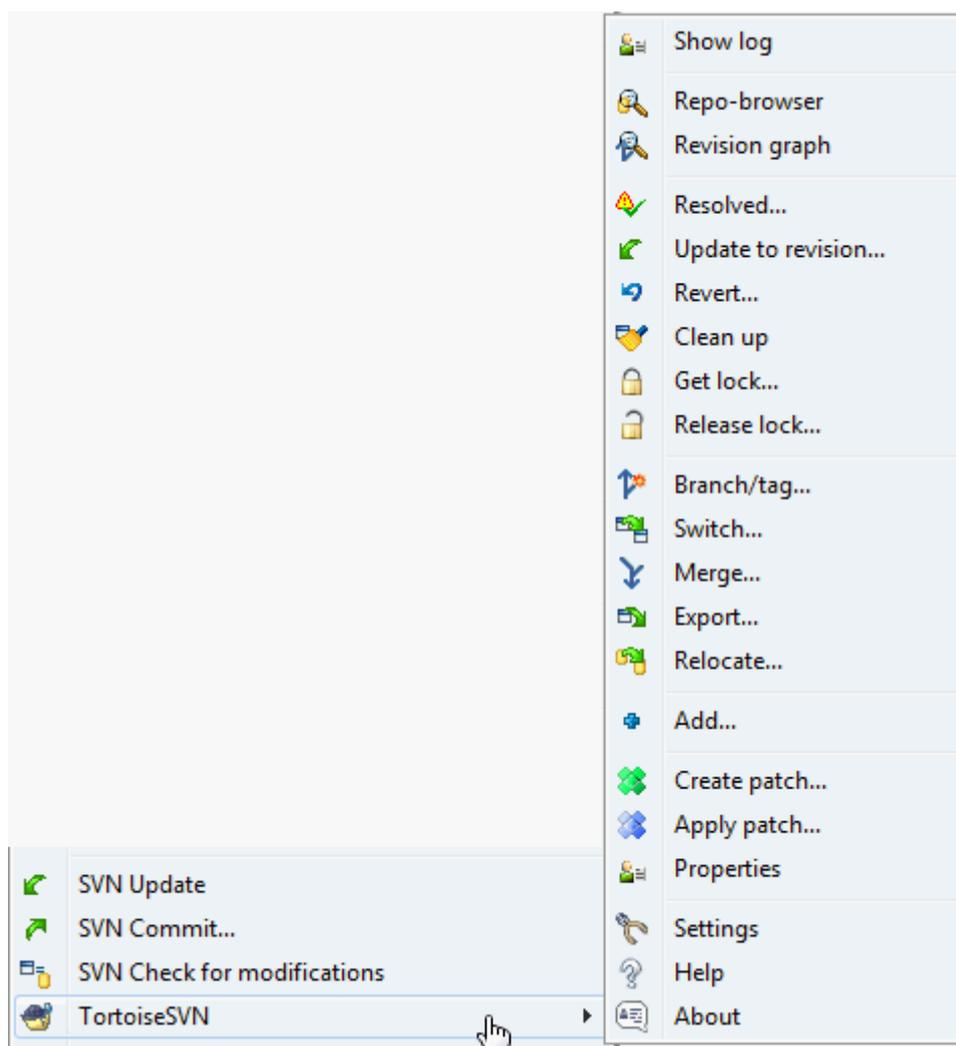 Show log
Repo-browser
Revision graph
Resolved...
Update to revision...
Revert...
Clean up
Get lock...
Release lock...
Branch/tag...
Switch...
Merge...
Export...
Relocate...
Add...
Create patch...
Apply patch...
Properties
Settings
Help
About
SVN Update
SVN Commit...
SVN Check for modifications
TortoiseSVN